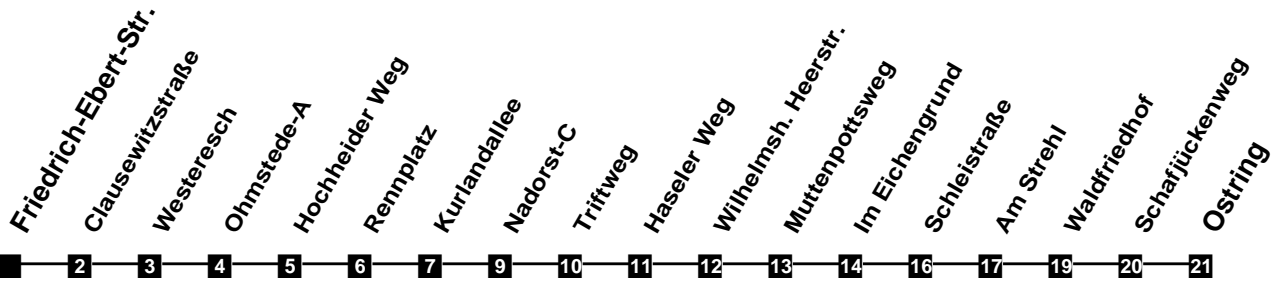 Friedrich-Ebert-Str.
Clausewitzstraße
Westeresch
Ohmstede-A
Hochheider Weg
Rennplatz
Kurlandallee
Nadorst-C
Triftweg
Haseler Weg
Wilhelmsh. Heerstr.
Muttenpottsweg
Im Eichengrund
Schleistraße
Am Strehl
Waldfriedhof
Schafjückenweg
Ostring
2 3 4 5 6 7 9 10 11 12 13 14 16 17 19 20 21